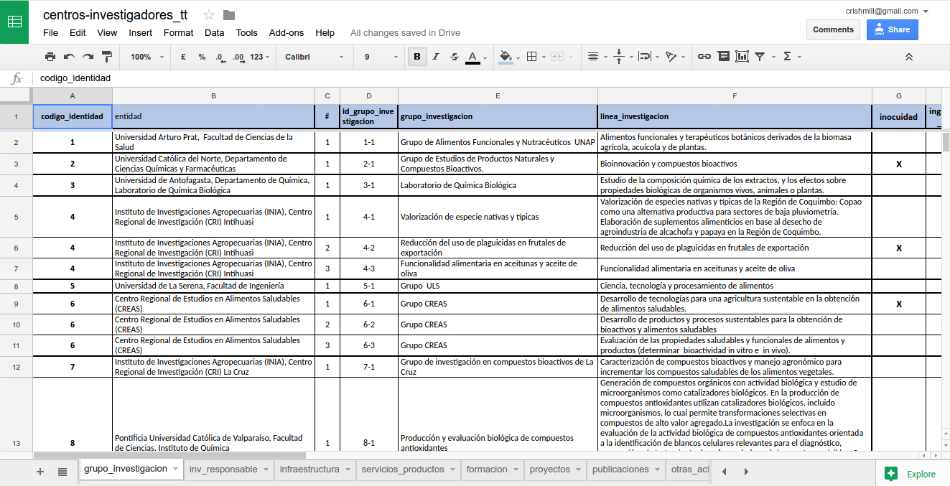 centros-investigadores_tt
crishmill@gmail.com
File Edit View Insert Format Data Tools Add-ons Help All changes saved in Drive
Comments Share
100% £ % .0 .00 123 Calibri 9 B I S A
fx codigo_identidad
A B C D E F G
1 codigo_identidad entidad # id_grupo_inve
stigacion grupo_investigacion linea_investigacion inocuidad ing
2 1 Universidad Arturo Prat, Facultad de Ciencias de la
Salud 1 1-1 Grupo de Alimentos Funcionales y Nutracéuticos UNAP Alimentos funcionales y terapéuticos botánicos derivados de la biomasa
agrícola, acuícola y de plantas.
3 2 Universidad Católica del Norte, Departamento de
Ciencias Químicas y Farmacéuticas 1 2-1 Grupo de Estudios de Productos Naturales y
Compuestos Bioactivos. Bioinnovación y compuestos bioactivos X
4 3 Universidad de Antofagasta, Departamento de Química,
Laboratorio de Química Biológica 1 3-1 Laboratorio de Química Biológica Estudio de la composición química de los extractos, y los efectos sobre
propiedades biológicas de organismos vivos, animales o plantas.
5 4 Instituto de Investigaciones Agropecuarias (INIA), Centro
Regional de Investigación (CRI) Intihuasi 1 4-1 Valorización de especie nativas y típicas Valorización de especies nativas y típicas de la Región de Coquimbo: Copao
como una alternativa productiva para sectores de baja pluviometría.
Elaboración de suplementos alimenticios en base al desecho de
agroindustria de alcachofa y papaya en la Región de Coquimbo.
6 4 Instituto de Investigaciones Agropecuarias (INIA), Centro
Regional de Investigación (CRI) Intihuasi 2 4-2 Reducción del uso de plaguicidas en frutales de
exportación Reducción del uso de plaguicidas en frutales de exportación X
7 4 Instituto de Investigaciones Agropecuarias (INIA), Centro
Regional de Investigación (CRI) Intihuasi 3 4-3 Funcionalidad alimentaria en aceitunas y aceite de
oliva Funcionalidad alimentaria en aceitunas y aceite de oliva
8 5 Universidad de La Serena, Facultad de Ingeniería 1 5-1 Grupo ULS Ciencia, tecnología y procesamiento de alimentos
9 6 Centro Regional de Estudios en Alimentos Saludables
(CREAS) 1 6-1 Grupo CREAS Desarrollo de tecnologías para una agricultura sustentable en la obtención
de alimentos saludables. X
10 6 Centro Regional de Estudios en Alimentos Saludables
(CREAS) 2 6-2 Grupo CREAS Desarrollo de productos y procesos sustentables para la obtención de
bioactivos y alimentos saludables
11 6 Centro Regional de Estudios en Alimentos Saludables
(CREAS) 3 6-3 Grupo CREAS Evaluación de las propiedades saludables y funcionales de alimentos y
productos (determinar bioactividad in vitro e in vivo).
12 7 Instituto de Investigaciones Agropecuarias (INIA), Centro
Regional de Investigación (CRI) La Cruz 1 7-1 Grupo de investigación en compuestos bioactivos de La
Cruz Caracterización de compuestos bioactivos y manejo agronómico para
incrementar los compuestos saludables de los alimentos vegetales.
13 8 Pontificia Universidad Católica de Valparaíso, Facultad
de Ciencias, Instituto de Química 1 8-1 Producción y evaluación biológica de compuestos
antioxidantes Generación de compuestos orgánicos con actividad biológica y estudio de
microorganismos como catalizadores biológicos. En la producción de
compuestos antioxidantes utilizan catalizadores biológicos, incluido
microorganismos, lo cual permite transformaciones selectivas en
compuestos de alto valor agregado.La investigación se enfoca en la
evaluación de la actividad biológica de compuestos antioxidantes orientada
a la identificación de blancos celulares relevantes para el diagnóstico,
grupo_investigacion inv_responsable infraestructura servicios_productos formacion proyectos publicaciones otras_act Explore